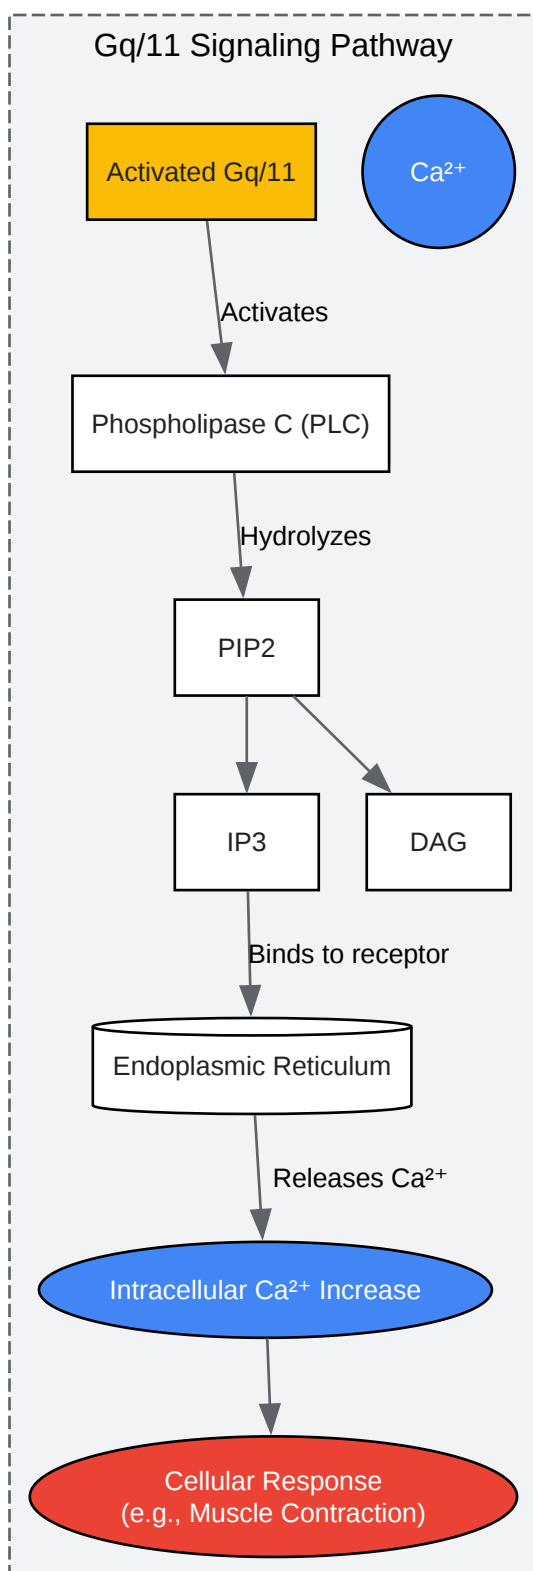 Gq/11 Signaling Pathway
Activated Gq/11
Ca²⁺
Activates
Phospholipase C (PLC)
Hydrolyzes
PIP2
IP3
DAG
Binds to receptor
Endoplasmic Reticulum
Releases Ca²⁺
Intracellular Ca²⁺ Increase
Cellular Response
(e.g., Muscle Contraction)